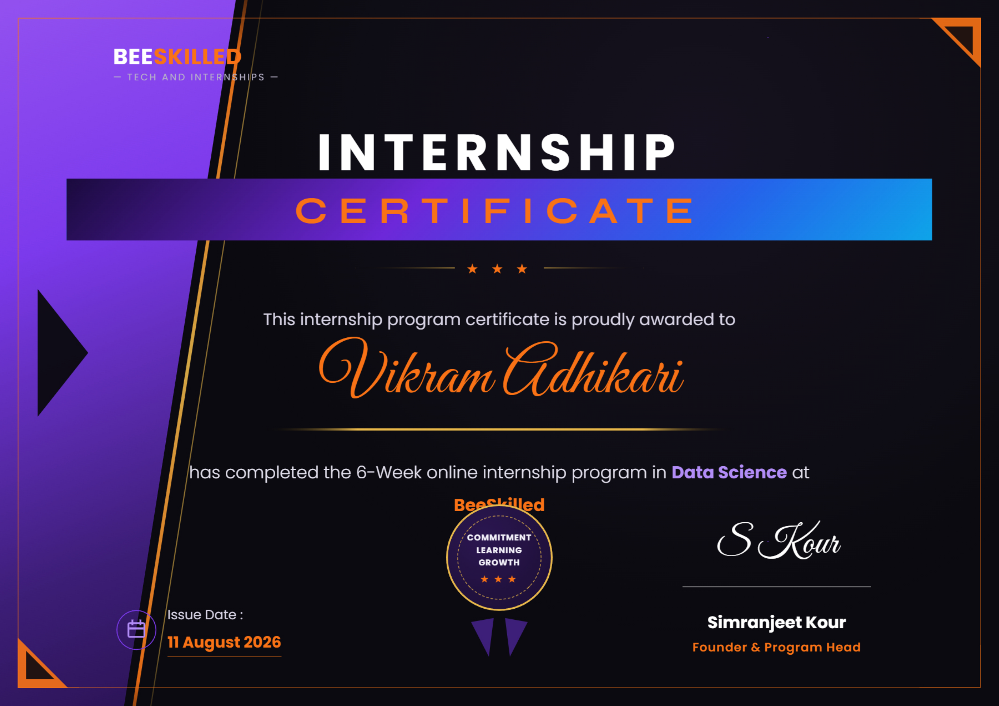 BEESKILLED
— TECH AND INTERNSHIPS —
INTERNSHIP
CERTIFICATE
This internship program certificate is proudly awarded to
Vikram Adhikari
has completed the 6-Week online internship program in Data Science at
BeeSkilled
COMMITMENT
LEARNING
GROWTH
S Kour
Issue Date :
11 August 2026
Simranjeet Kour
Founder & Program Head